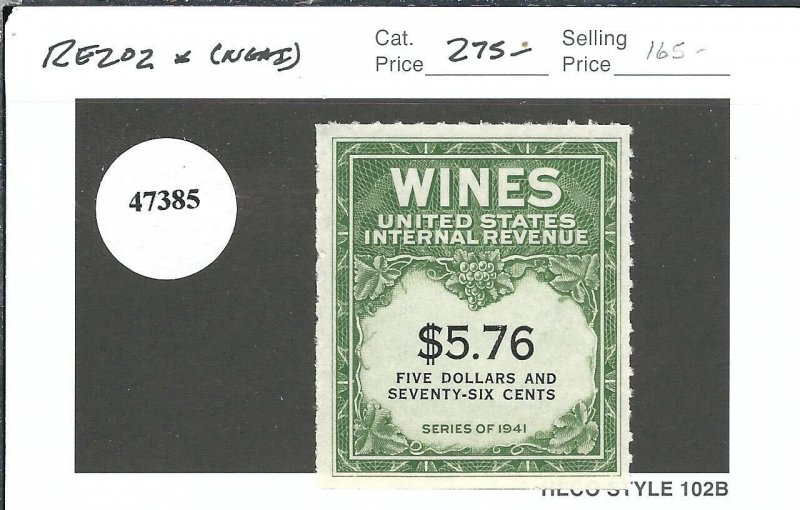 RE202 * (NGAI)
Cat. Price 275-
Selling Price 165-
47385
WINES
UNITED STATES
INTERNAL REVENUE
$5.76
FIVE DOLLARS AND
SEVENTY-SIX CENTS
SERIES OF 1941
STYLE 102B